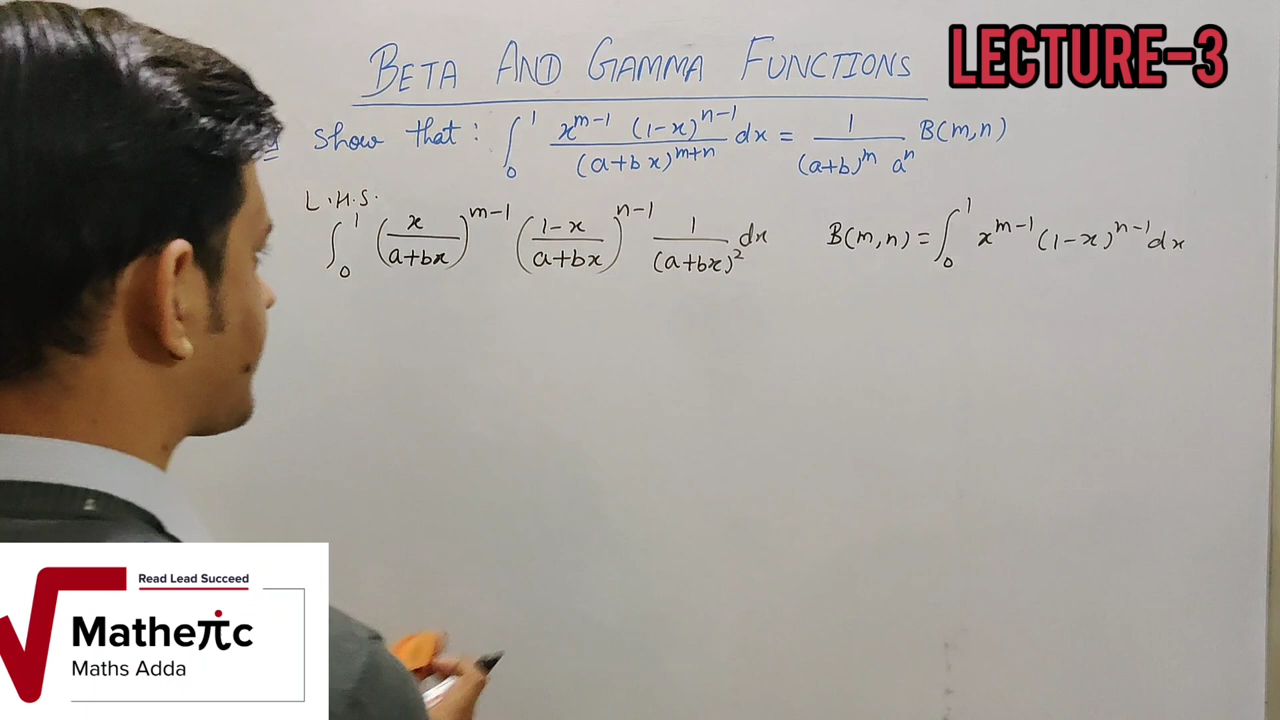 BETA AND GAMMA FUNCTIONS
LECTURE-3
Show that : ∫₀¹ x^(m-1) (1-x)^(n-1) / (a+bx)^(m+n) dx = 1 / ((a+b)^m a^n) B(m,n)
L.H.S.
∫₀¹ (x/(a+bx))^(m-1) ((1-x)/(a+bx))^(n-1) 1/(a+bx)² dx
B(m,n) = ∫₀¹ x^(m-1) (1-x)^(n-1) dx
Read Lead Succeed
Matheπc
Maths Adda